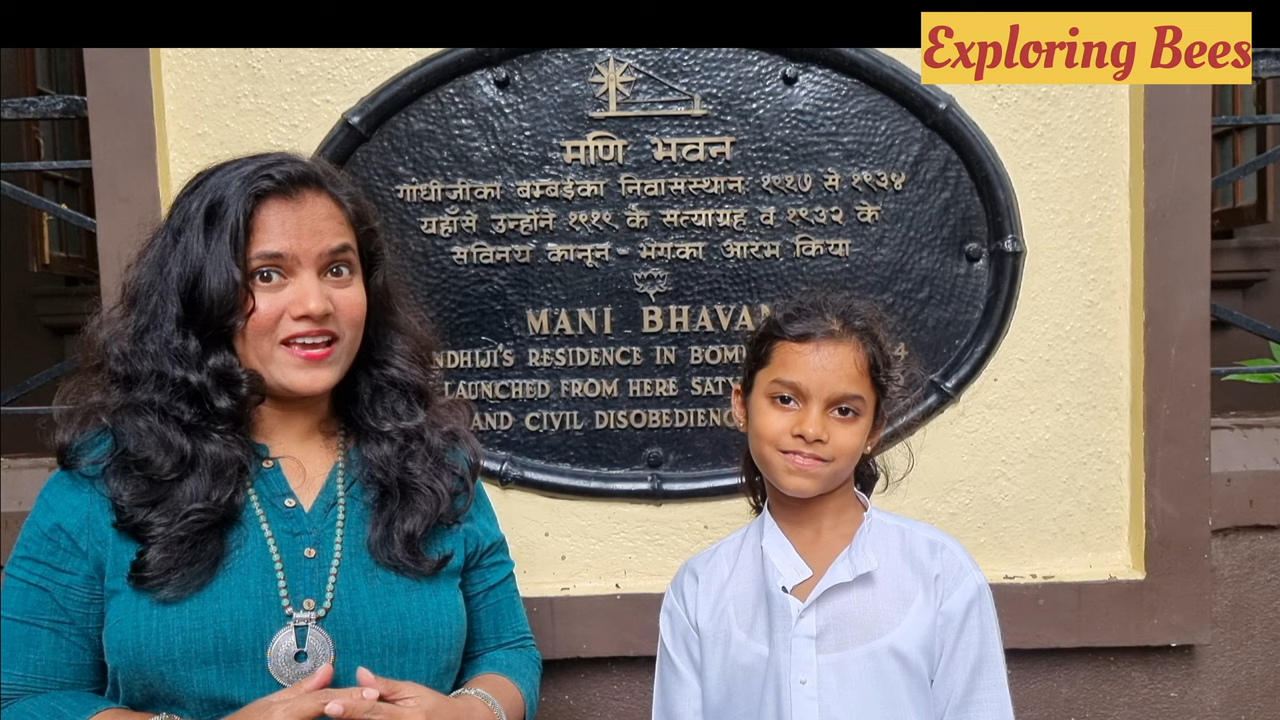 Exploring Bees
मणि भवन
गांधीजीका बम्बईका निवासस्थान १९१७ से १९३४
यहाँसे उन्होंने १९१९ के सत्याग्रह व १९३२ के
सविनय कानून - भंगका आरंभ किया
MANI BHAVAN
NDHIJI'S RESIDENCE IN BOM 4
LAUNCHED FROM HERE SATY
AND CIVIL DISOBEDIENC